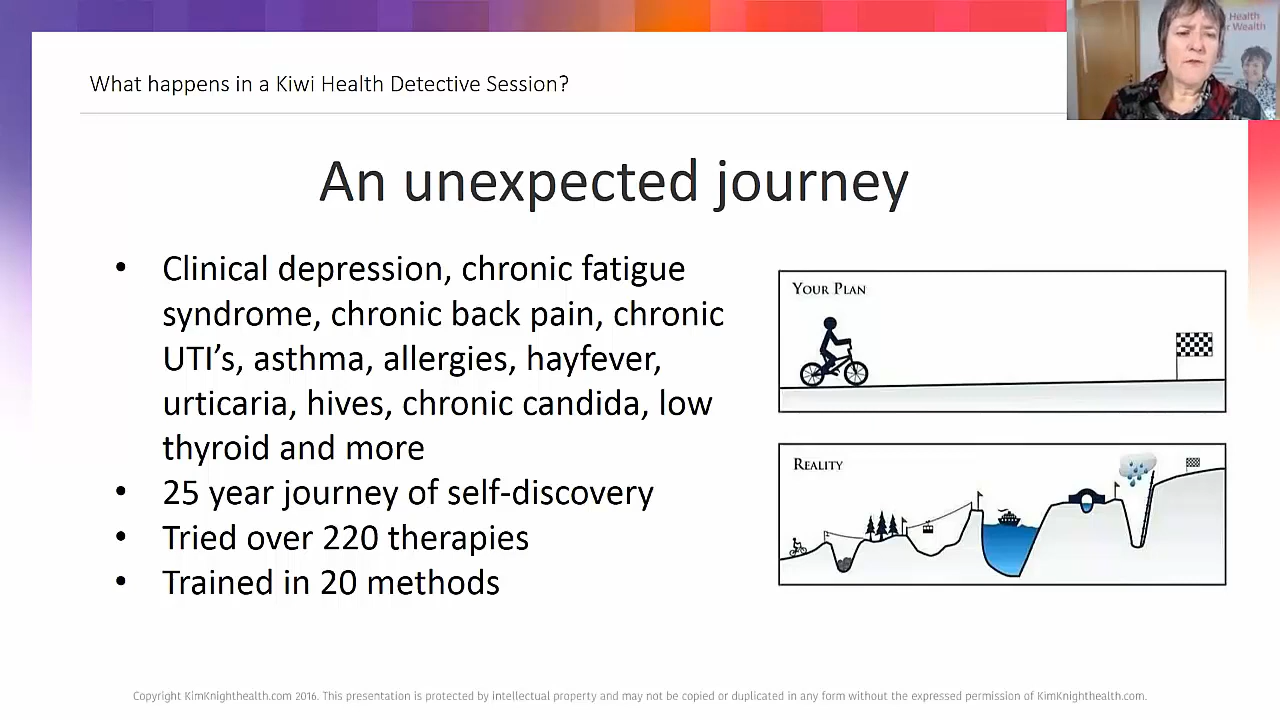 Health
r Wealth
What happens in a Kiwi Health Detective Session?
An unexpected journey
• Clinical depression, chronic fatigue
syndrome, chronic back pain, chronic
UTI’s, asthma, allergies, hayfever,
urticaria, hives, chronic candida, low
thyroid and more
• 25 year journey of self-discovery
• Tried over 220 therapies
• Trained in 20 methods
YOUR PLAN
REALITY
Copyright KimKnighthealth.com 2016. This presentation is protected by intellectual property and may not be copied or duplicated in any form without the expressed permission of KimKnighthealth.com.